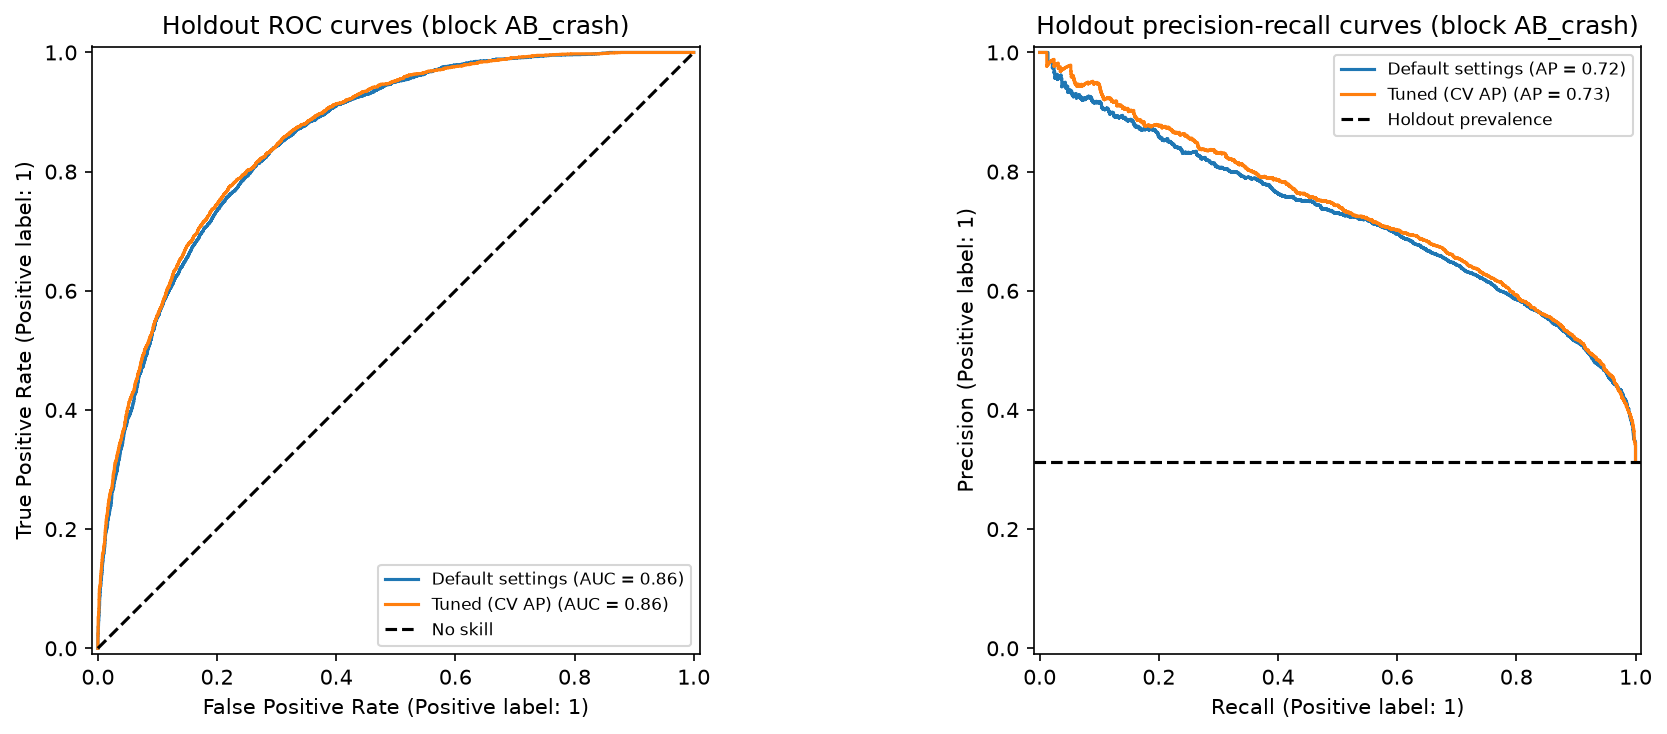 Holdout ROC curves (block AB_crash)
True Positive Rate (Positive label: 1)
1.0
0.8
0.6
0.4
0.2
0.0
0.0 0.2 0.4 0.6 0.8 1.0
False Positive Rate (Positive label: 1)
Default settings (AUC = 0.86)
Tuned (CV AP) (AUC = 0.86)
No skill
Holdout precision-recall curves (block AB_crash)
Precision (Positive label: 1)
1.0
0.8
0.6
0.4
0.2
0.0
0.0 0.2 0.4 0.6 0.8 1.0
Recall (Positive label: 1)
Default settings (AP = 0.72)
Tuned (CV AP) (AP = 0.73)
Holdout prevalence